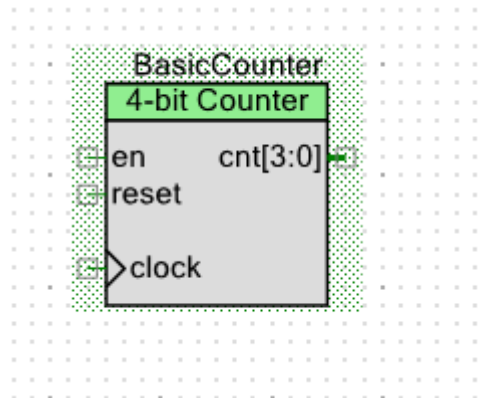 BasicCounter
4-bit Counter
en cnt[3:0]
reset
clock